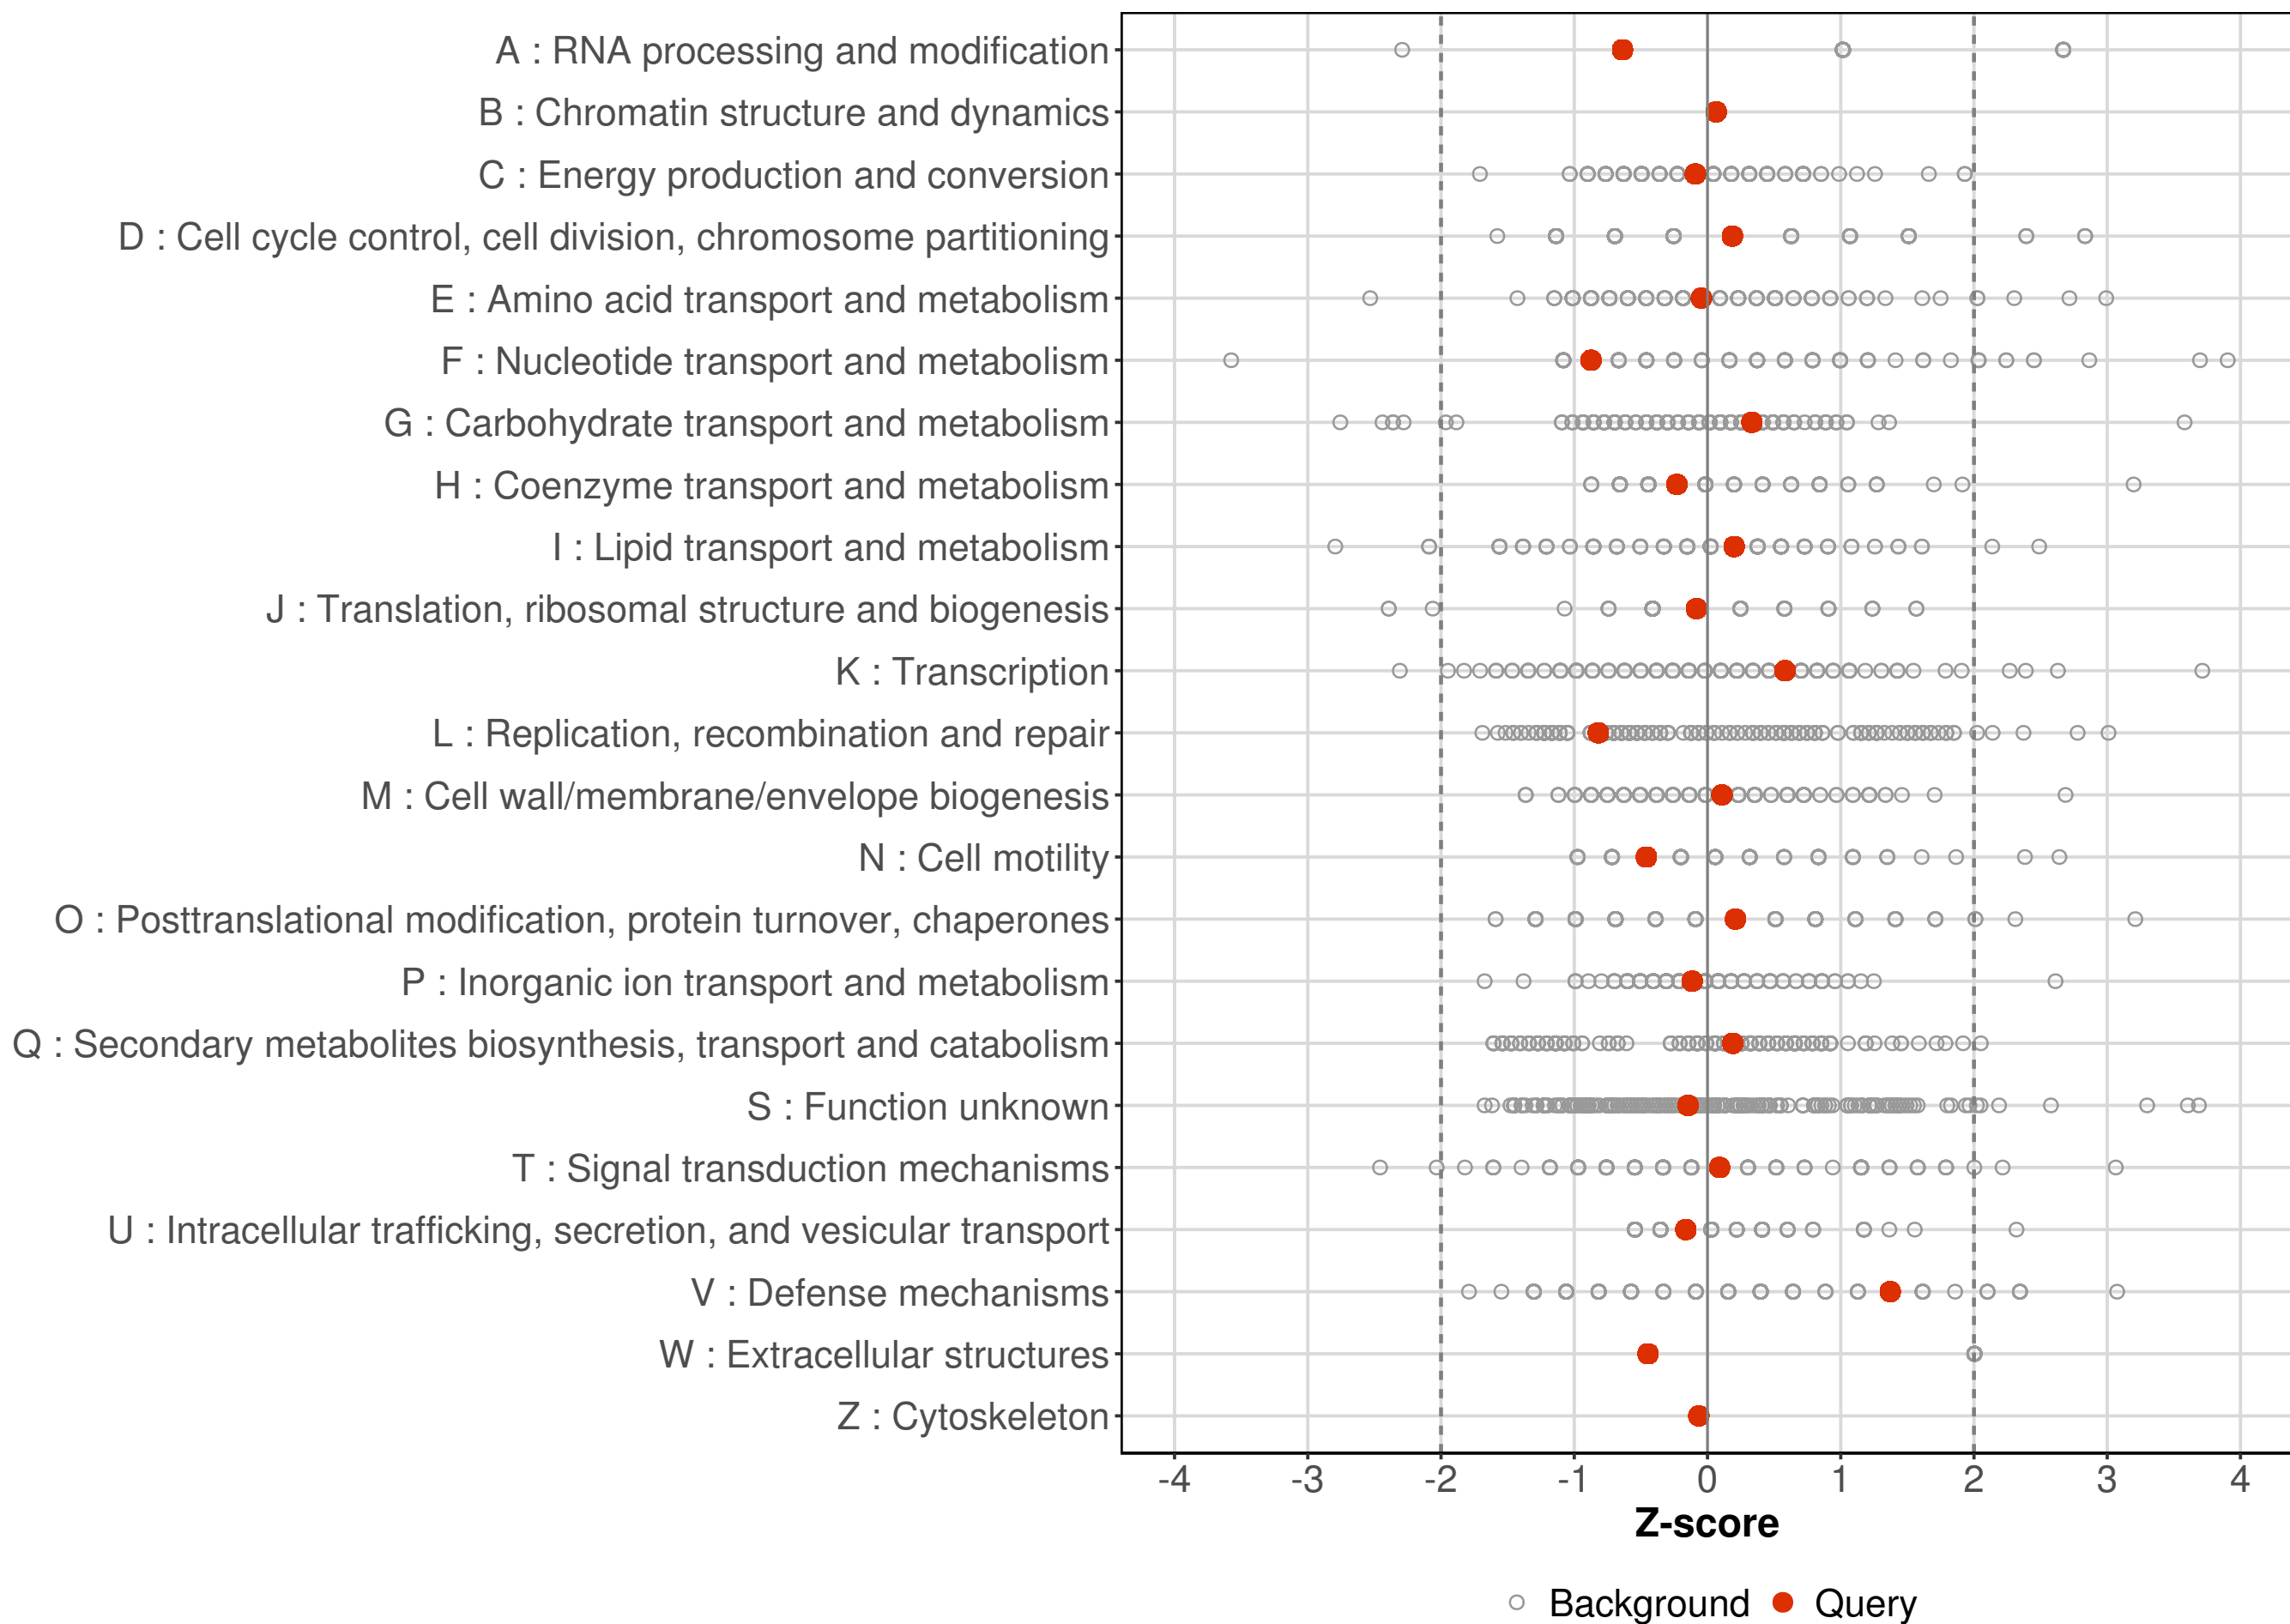 A : RNA processing and modification
B : Chromatin structure and dynamics
C : Energy production and conversion
D : Cell cycle control, cell division, chromosome partitioning
E : Amino acid transport and metabolism
F : Nucleotide transport and metabolism
G : Carbohydrate transport and metabolism
H : Coenzyme transport and metabolism
I : Lipid transport and metabolism
J : Translation, ribosomal structure and biogenesis
K : Transcription
L : Replication, recombination and repair
M : Cell wall/membrane/envelope biogenesis
N : Cell motility
O : Posttranslational modification, protein turnover, chaperones
P : Inorganic ion transport and metabolism
Q : Secondary metabolites biosynthesis, transport and catabolism
S : Function unknown
T : Signal transduction mechanisms
U : Intracellular trafficking, secretion, and vesicular transport
V : Defense mechanisms
W : Extracellular structures
Z : Cytoskeleton
-4 -3 -2 -1 0 1 2 3 4
Z-score
Background Query